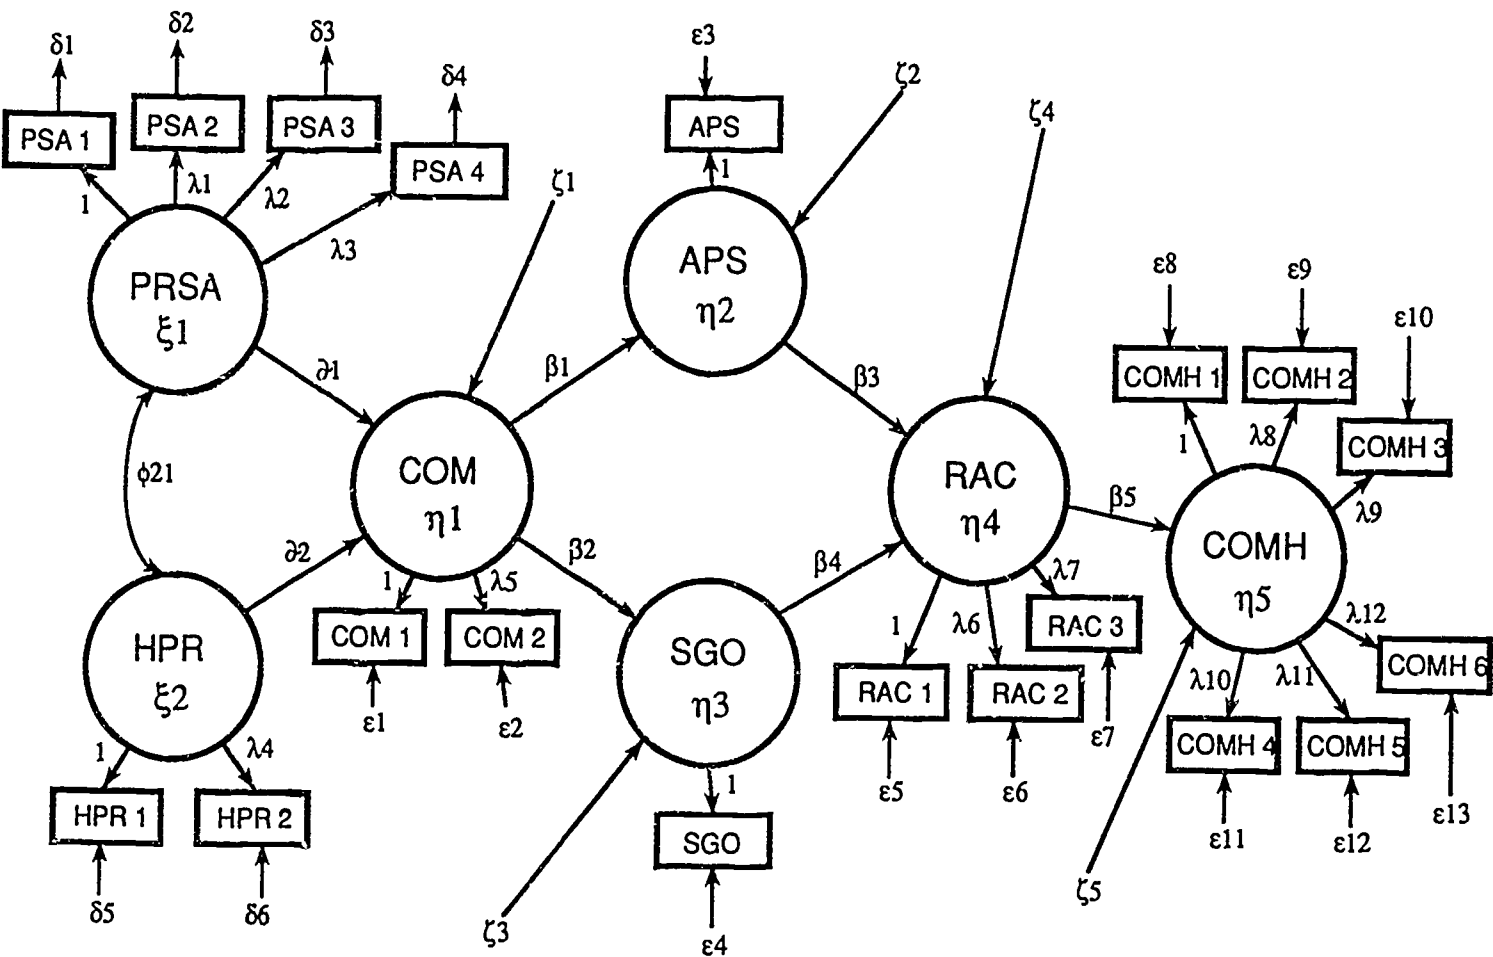 δ1
δ2
δ3
δ4
PSA 1
PSA 2
PSA 3
PSA 4
1
λ1
λ2
λ3
PRSA
ξ1
ε3
APS
1
ζ1
ζ2
ζ4
APS
η2
∂1
β1
β3
ϕ21
COM
η1
RAC
η4
ε8
ε9
ε10
COMH 1
COMH 2
COMH 3
1
λ8
λ9
β5
COMH
η5
∂2
β2
β4
1
λ5
COM 1
COM 2
ε1
ε2
HPR
ξ2
1
λ4
HPR 1
HPR 2
δ5
δ6
SGO
η3
1
SGO
ζ3
ε4
1
λ6
λ7
RAC 1
RAC 2
RAC 3
ε5
ε6
ε7
λ10
λ11
λ12
COMH 4
COMH 5
COMH 6
ε11
ε12
ε13
ζ5